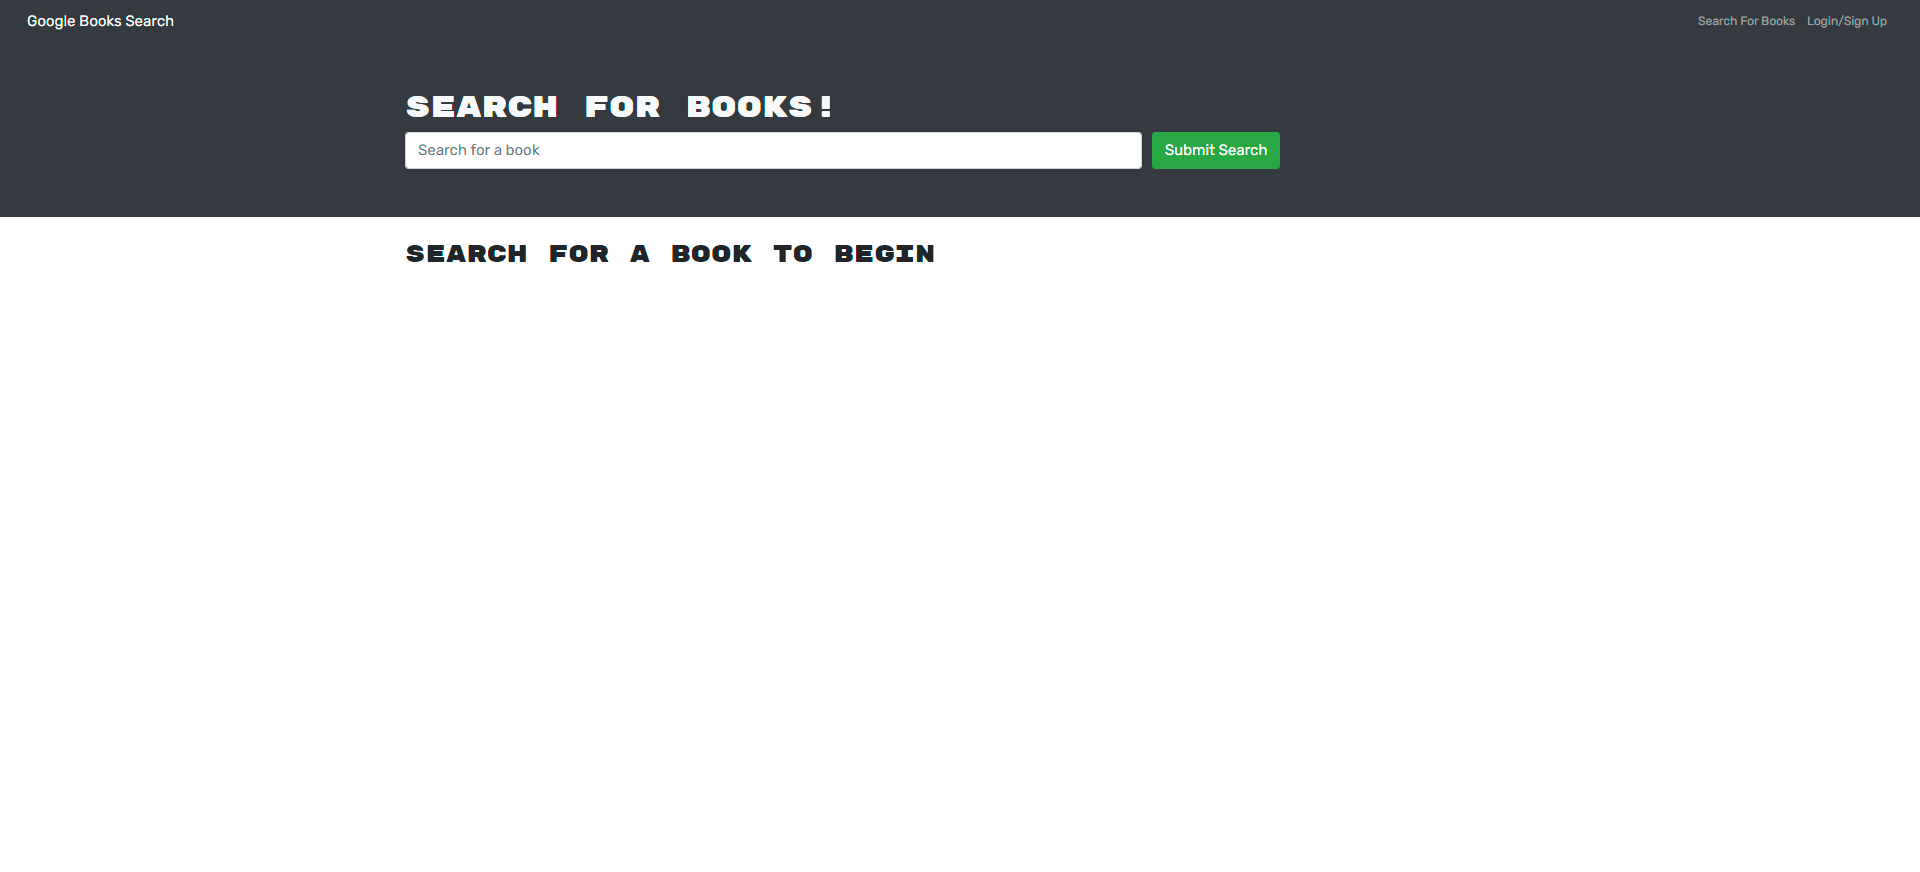 Google Books Search
Search For Books
Login/Sign Up
SEARCH FOR BOOKS!
Search for a book
Submit Search
SEARCH FOR A BOOK TO BEGIN